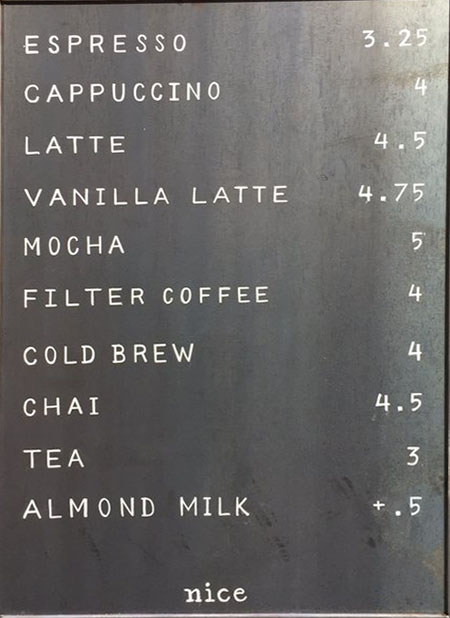 ESPRESSO 3.25
CAPPUCCINO 4
LATTE 4.5
VANILLA LATTE 4.75
MOCHA 5
FILTER COFFEE 4
COLD BREW 4
CHAI 4.5
TEA 3
ALMOND MILK +.5
nice